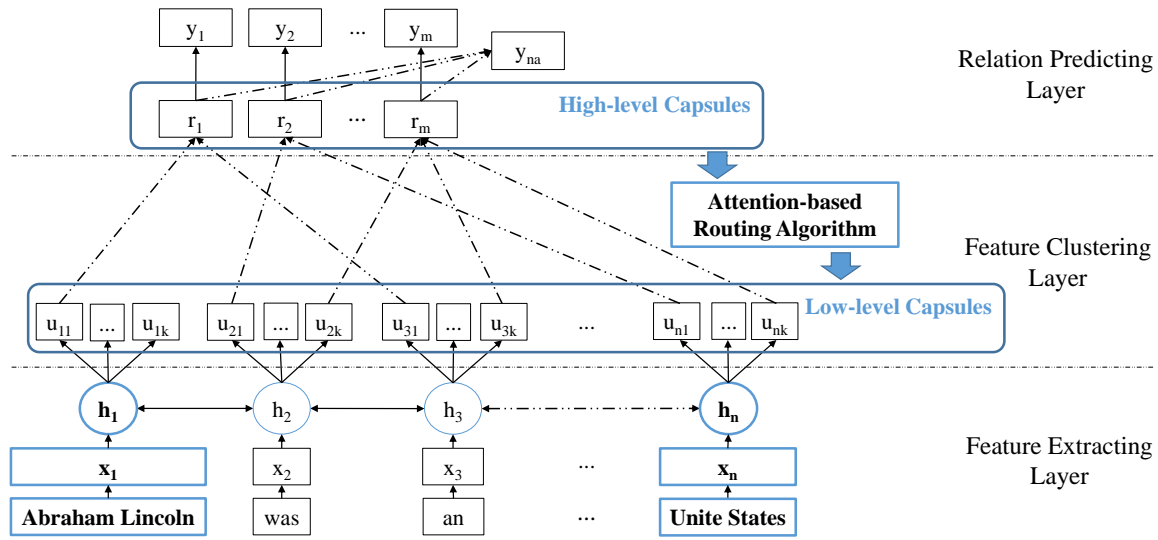 y1 y2 ... ym
yna
Relation Predicting
Layer
High-level Capsules
r1 r2 ... rm
Attention-based
Routing Algorithm
Feature Clustering
Layer
Low-level Capsules
u11 ... u1k u21 ... u2k u31 ... u3k ... un1 ... unk
h1 h2 h3 hn
Feature Extracting
Layer
x1 x2 x3 ... xn
Abraham Lincoln was an ... Unite States